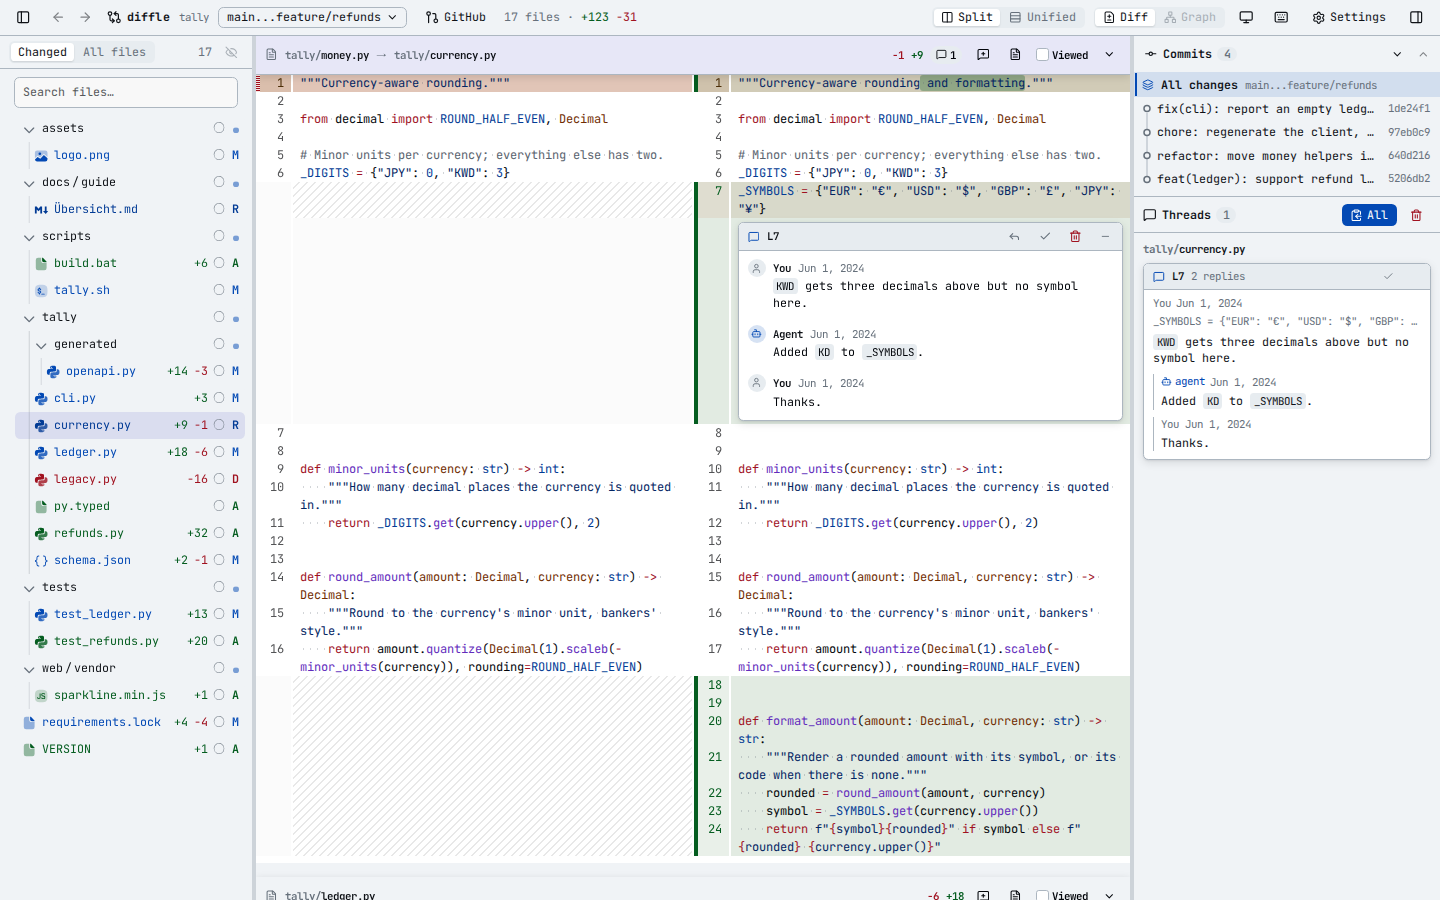 diffle tally main...feature/refunds GitHub 17 files · +123 -31 Split Unified Diff Graph Settings
Changed All files 17
Search files…
assets
logo.png M
docs/guide
Übersicht.md R
scripts
build.bat +6 A
tally.sh M
tally
generated
openapi.py +14 -3 M
cli.py +3 M
currency.py +9 -1 R
ledger.py +18 -6 M
legacy.py -16 D
py.typed A
refunds.py +32 A
schema.json +2 -1 M
tests
test_ledger.py +13 M
test_refunds.py +20 A
web/vendor
sparkline.min.js +1 A
requirements.lock +4 -4 M
VERSION +1 A
tally/money.py → tally/currency.py -1 +9 1 Viewed
1 """Currency-aware rounding."""
2
3 from decimal import ROUND_HALF_EVEN, Decimal
4
5 # Minor units per currency; everything else has two.
6 _DIGITS = {"JPY": 0, "KWD": 3}
7
8
9 def minor_units(currency: str) -> int:
10 """How many decimal places the currency is quoted
in."""
11 return _DIGITS.get(currency.upper(), 2)
12
13
14 def round_amount(amount: Decimal, currency: str) ->
Decimal:
15 """Round to the currency's minor unit, bankers'
style."""
16 return amount.quantize(Decimal(1).scaleb(-
minor_units(currency)), rounding=ROUND_HALF_EVEN)
1 """Currency-aware rounding and formatting."""
2
3 from decimal import ROUND_HALF_EVEN, Decimal
4
5 # Minor units per currency; everything else has two.
6 _DIGITS = {"JPY": 0, "KWD": 3}
7 _SYMBOLS = {"EUR": "€", "USD": "$", "GBP": "£", "JPY":
"¥"}
L7
You Jun 1, 2024
KWD gets three decimals above but no symbol
here.
Agent Jun 1, 2024
Added KD to _SYMBOLS.
You Jun 1, 2024
Thanks.
8
9
10 def minor_units(currency: str) -> int:
11 """How many decimal places the currency is quoted
in."""
12 return _DIGITS.get(currency.upper(), 2)
13
14
15 def round_amount(amount: Decimal, currency: str) ->
Decimal:
16 """Round to the currency's minor unit, bankers'
style."""
17 return amount.quantize(Decimal(1).scaleb(-
minor_units(currency)), rounding=ROUND_HALF_EVEN)
18
19
20 def format_amount(amount: Decimal, currency: str) ->
str:
21 """Render a rounded amount with its symbol, or its
code when there is none."""
22 rounded = round_amount(amount, currency)
23 symbol = _SYMBOLS.get(currency.upper())
24 return f"{symbol}{rounded}" if symbol else f"
{rounded} {currency.upper()}"
tally/ledger.py -6 +18 Viewed
Commits 4
All changes main...feature/refunds
fix(cli): report an empty ledg… 1de24f1
chore: regenerate the client, … 97eb0c9
refactor: move money helpers i… 640d216
feat(ledger): support refund l… 5206db2
Threads 1 All
tally/currency.py
L7 2 replies
You Jun 1, 2024
_SYMBOLS = {"EUR": "€", "USD": "$", "GBP": …
KWD gets three decimals above but no
symbol here.
agent Jun 1, 2024
Added KD to _SYMBOLS.
You Jun 1, 2024
Thanks.